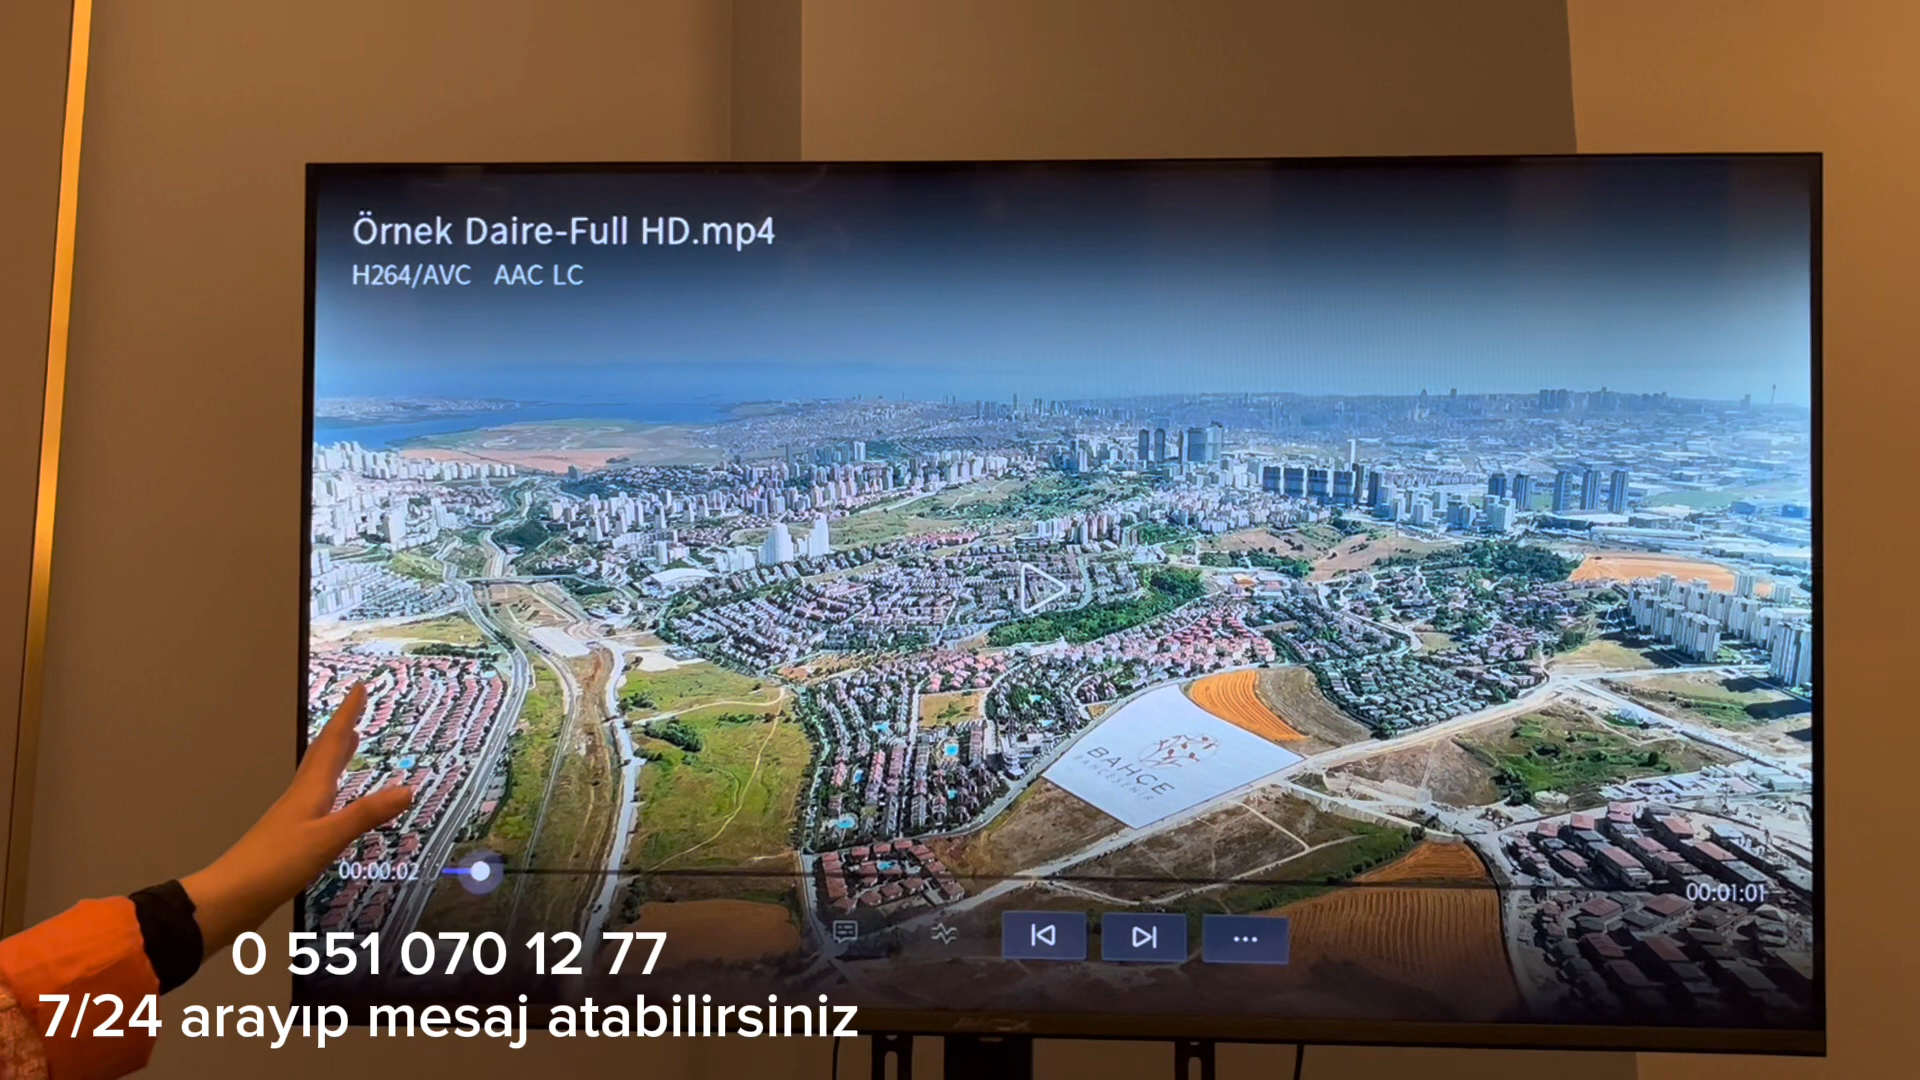 Örnek Daire-Full HD.mp4
H264/AVC AAC LC
BAHÇE
BAHÇEŞEHİR
00:00:02
00:01:01
0 551 070 12 77
7/24 arayıp mesaj atabilirsiniz